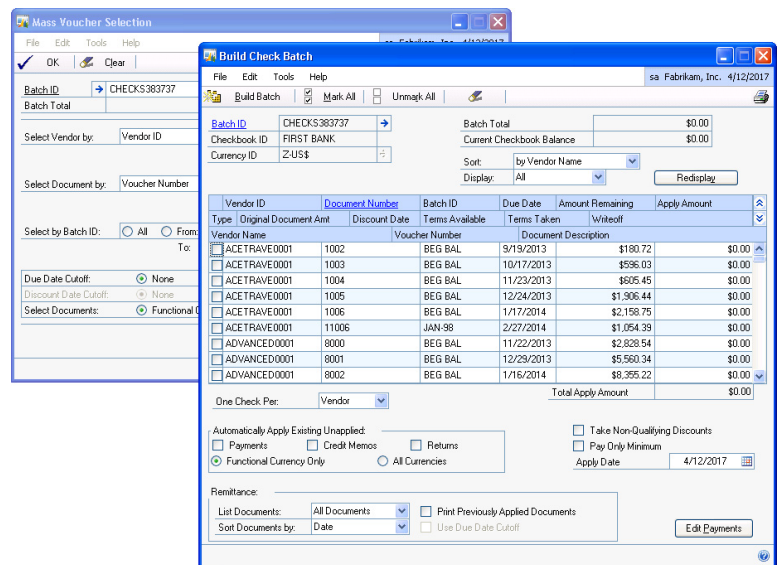 Mass Voucher Selection
File Edit Tools Help
OK Clear
Batch ID CHECKS383737
Batch Total
Select Vendor by: Vendor ID
Select Document by: Voucher Number
Select by Batch ID: All From:
To:
Due Date Cutoff: None
Discount Date Cutoff: None
Select Documents: Functional
Build Check Batch
File Edit Tools Help sa Fabrikam, Inc. 4/12/2017
Build Batch Mark All Unmark All
Batch ID CHECKS383737 Batch Total $0.00
Checkbook ID FIRST BANK Current Checkbook Balance $0.00
Currency ID Z-US$
Sort: by Vendor Name
Display: All Redisplay
Vendor ID Document Number Batch ID Due Date Amount Remaining Apply Amount
Type Original Document Amt Discount Date Terms Available Terms Taken Writeoff
Vendor Name Voucher Number Document Description
ACETRAVE0001 1002 BEG BAL 9/19/2013 $180.72 $0.00
ACETRAVE0001 1003 BEG BAL 10/17/2013 $596.03 $0.00
ACETRAVE0001 1004 BEG BAL 11/23/2013 $605.45 $0.00
ACETRAVE0001 1005 BEG BAL 12/24/2013 $1,906.44 $0.00
ACETRAVE0001 1006 BEG BAL 1/17/2014 $2,158.75 $0.00
ACETRAVE0001 11006 JAN-98 2/27/2014 $1,054.39 $0.00
ADVANCED0001 8000 BEG BAL 11/22/2013 $2,828.54 $0.00
ADVANCED0001 8001 BEG BAL 12/29/2013 $5,560.34 $0.00
ADVANCED0001 8002 BEG BAL 1/16/2014 $8,355.22 $0.00
Total Apply Amount $0.00
One Check Per: Vendor
Automatically Apply Existing Unapplied: Take Non-Qualifying Discounts
Payments Credit Memos Returns Pay Only Minimum
Functional Currency Only All Currencies Apply Date 4/12/2017
Remittance:
List Documents: All Documents Print Previously Applied Documents
Sort Documents by: Date Use Due Date Cutoff Edit Payments